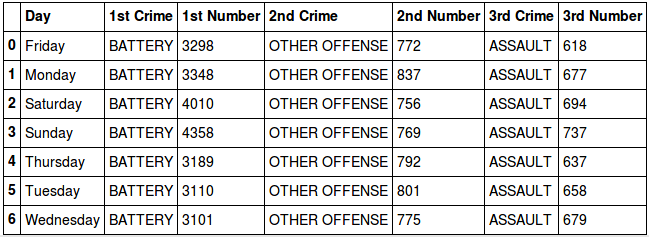 Day 1st Crime 1st Number 2nd Crime 2nd Number 3rd Crime 3rd Number
0 Friday BATTERY 3298 OTHER OFFENSE 772 ASSAULT 618
1 Monday BATTERY 3348 OTHER OFFENSE 837 ASSAULT 677
2 Saturday BATTERY 4010 OTHER OFFENSE 756 ASSAULT 694
3 Sunday BATTERY 4358 OTHER OFFENSE 769 ASSAULT 737
4 Thursday BATTERY 3189 OTHER OFFENSE 792 ASSAULT 637
5 Tuesday BATTERY 3110 OTHER OFFENSE 801 ASSAULT 658
6 Wednesday BATTERY 3101 OTHER OFFENSE 775 ASSAULT 679